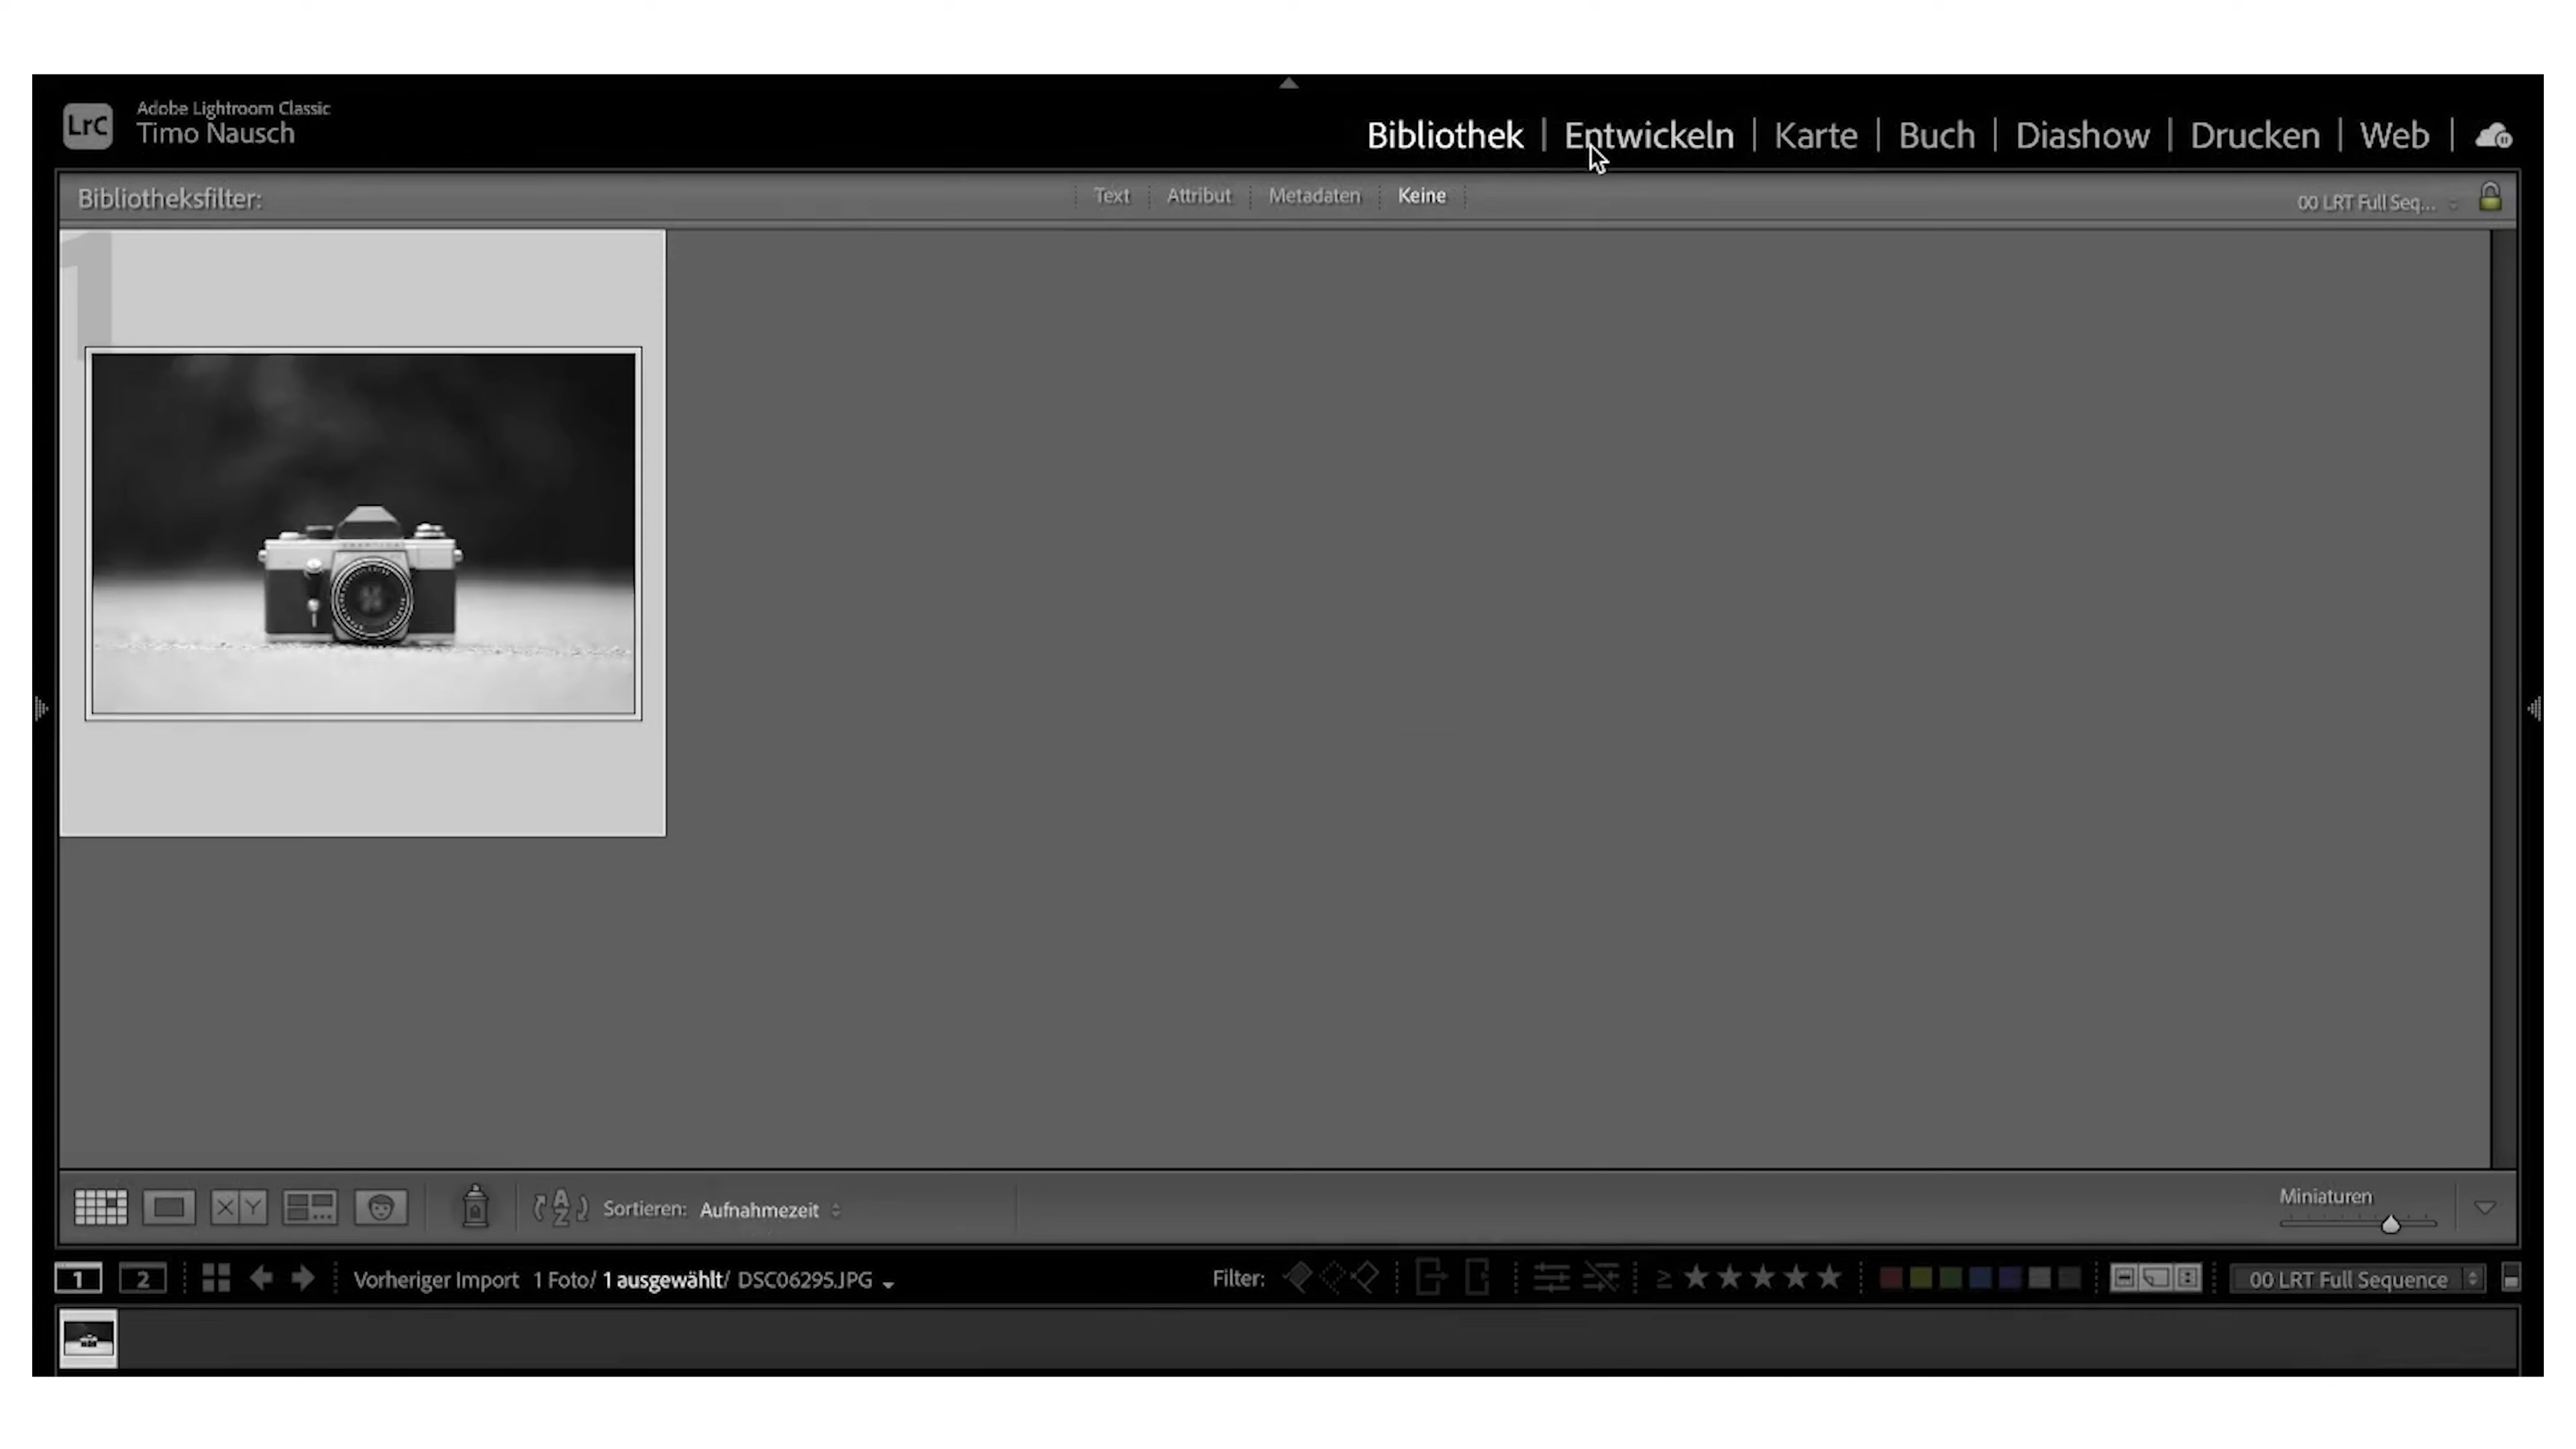 LrC
Adobe Lightroom Classic
Timo Nausch
Bibliothek | Entwickeln | Karte | Buch | Diashow | Drucken | Web |
Bibliotheksfilter: Text Attribut Metadaten Keine 00 LRT Full Seq...
1
X Y A Z Sortieren: Aufnahmezeit Miniaturen
1 2 Vorheriger Import 1 Foto/ 1 ausgewählt/ DSC06295.JPG Filter: ≥ ★★★★★ 00 LRT Full Sequence